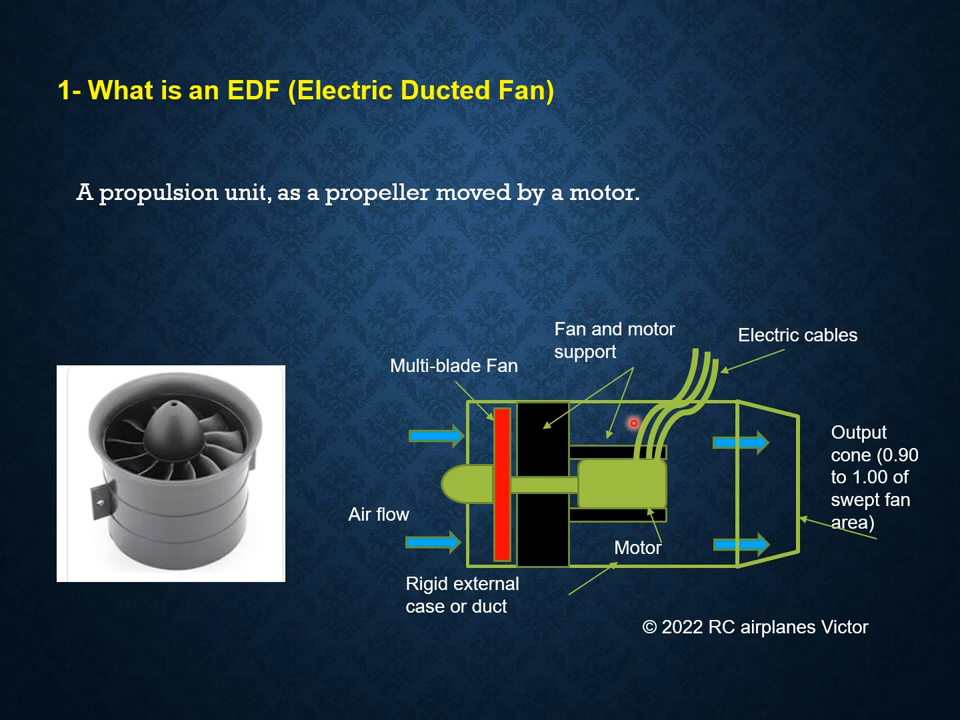 1- What is an EDF (Electric Ducted Fan)
A propulsion unit, as a propeller moved by a motor.
Fan and motor
support
Electric cables
Multi-blade Fan
Output
cone (0.90
to 1.00 of
swept fan
area)
Air flow
Motor
Rigid external
case or duct
© 2022 RC airplanes Victor